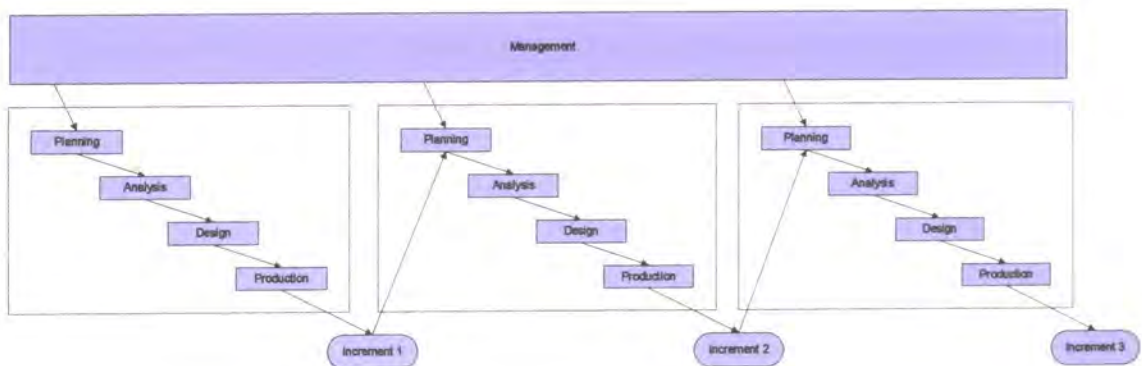 Management
Planning
Analysis
Design
Production
Increment 1
Planning
Analysis
Design
Production
Increment 2
Planning
Analysis
Design
Production
Increment 3